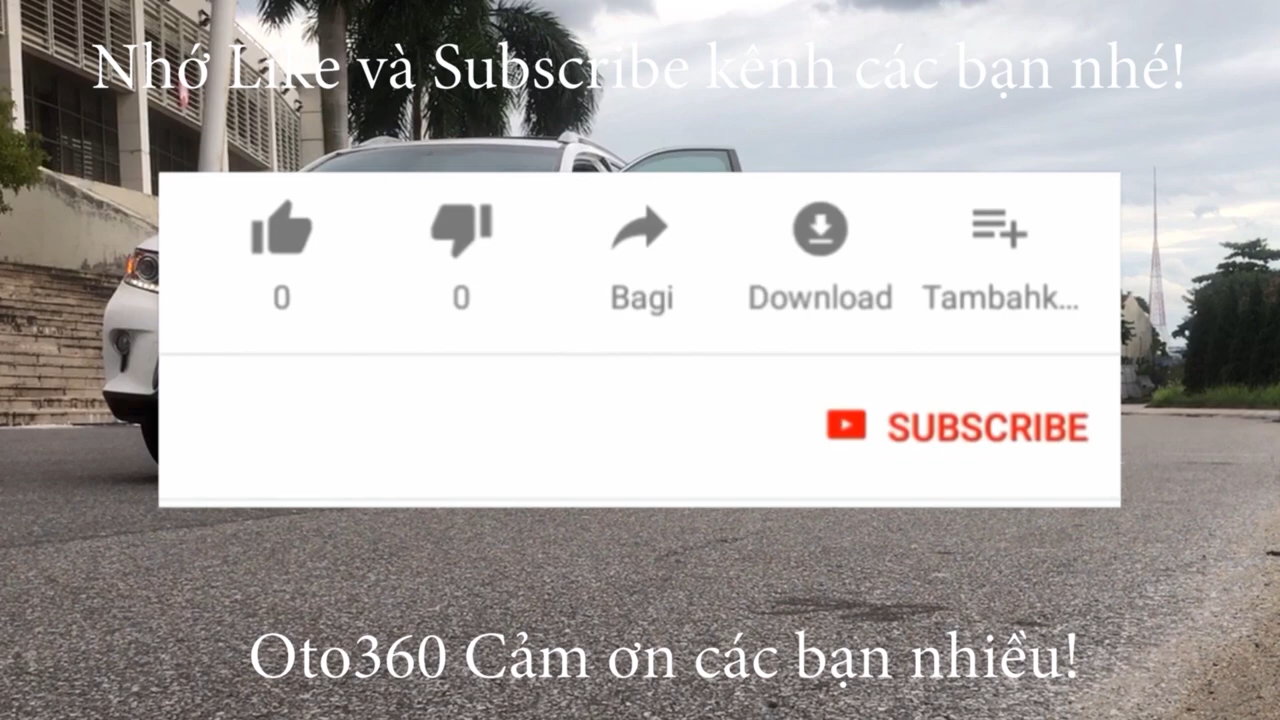 Nhớ Like và Subscribe kênh các bạn nhé!
0 0 Bagi Download Tambahk...
SUBSCRIBE
Oto360 Cảm ơn các bạn nhiều!